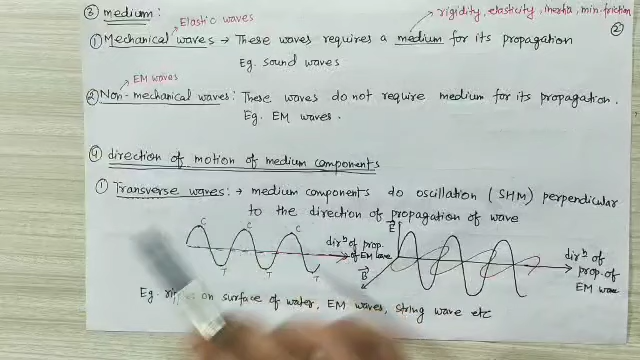 ③ medium:
Elastic waves
rigidity, elasticity, inertia, min. friction
②
① Mechanical waves → These waves requires a medium for its propagation
Eg. sound waves
EM waves
② Non-mechanical waves: These waves do not require medium for its propagation.
Eg. EM waves.
④ direction of motion of medium components
① Transverse waves: → medium components do oscillation (SHM) perpendicular
to the direction of propagation of wave
C C C
T T T
dirⁿ of prop.
of EM wave
E
B
dirⁿ of
prop. of
EM wave
Eg. on surface of water, EM waves, string wave etc